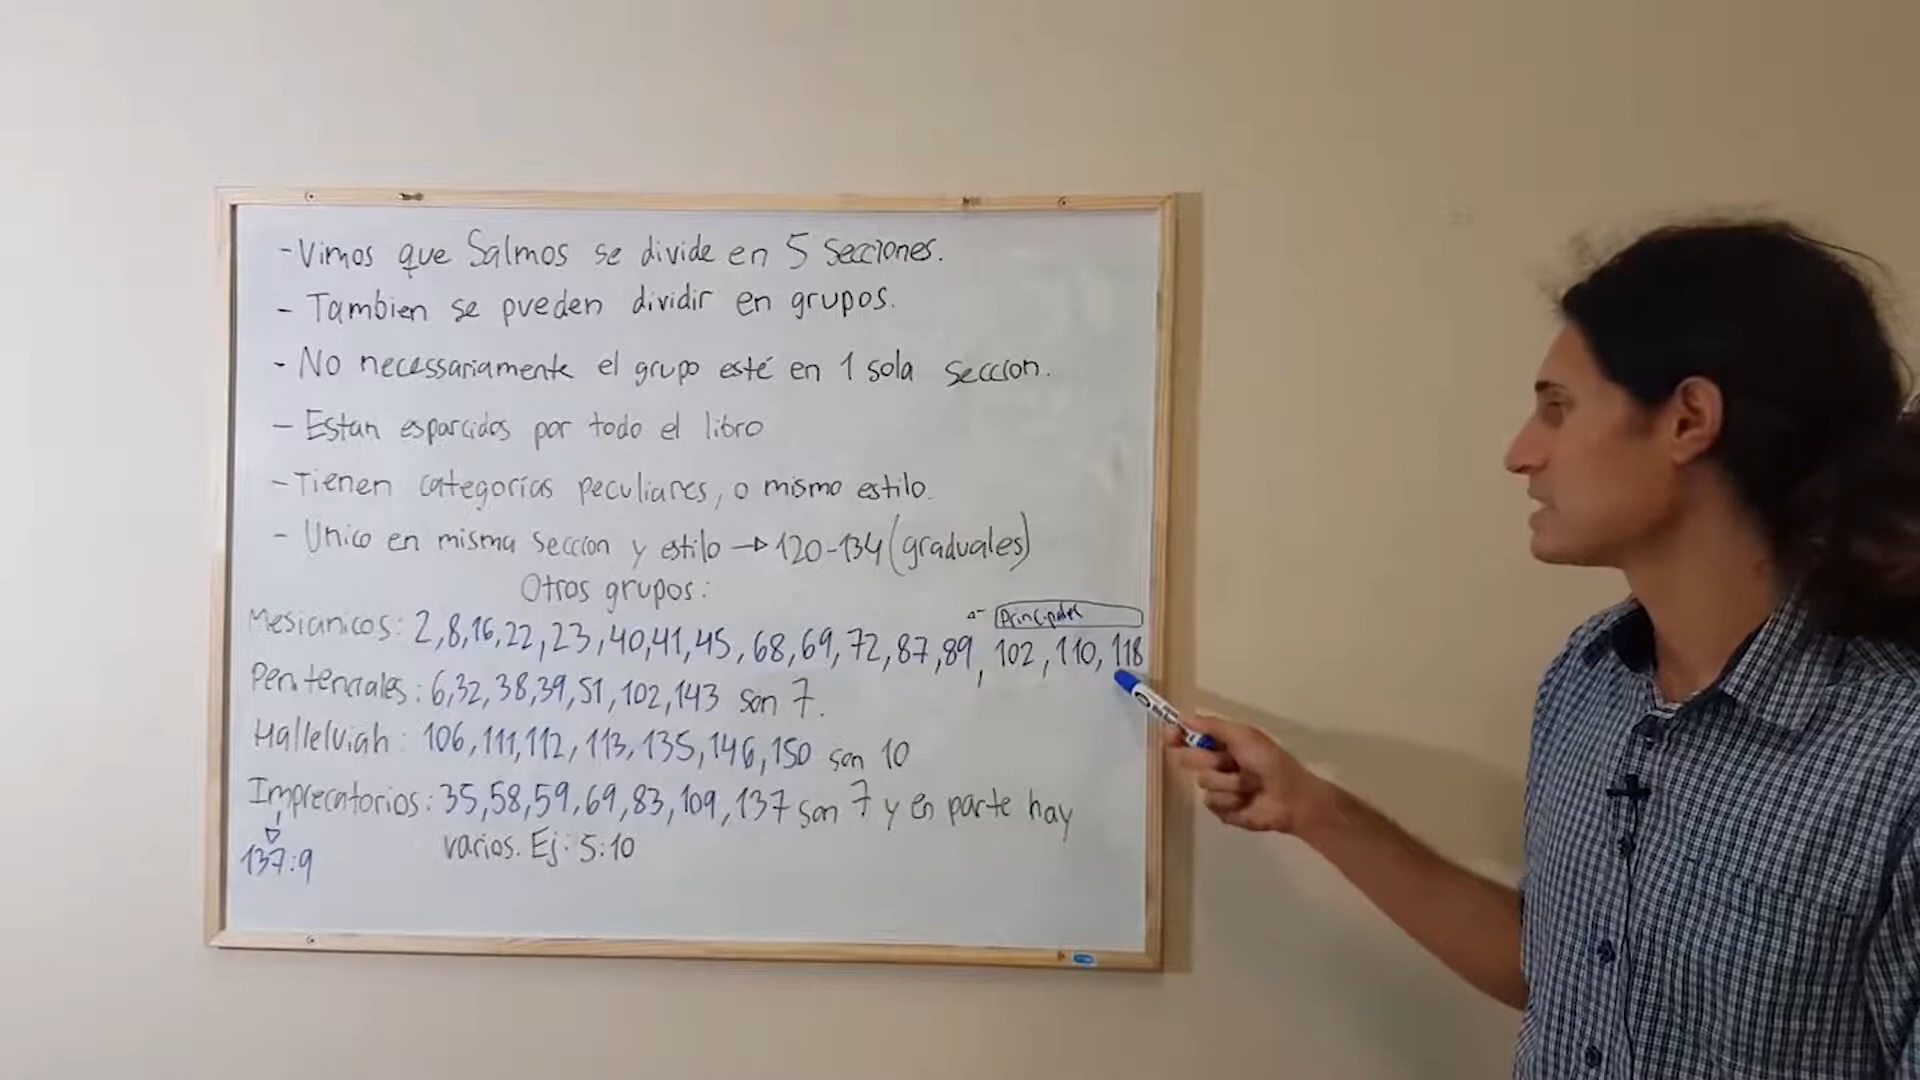 - Vimos que Salmos se divide en 5 secciones.
- Tambien se pueden dividir en grupos.
- No necessariamente el grupo esté en 1 sola seccion.
- Estan esparcidos por todo el libro
- Tienen categorías peculiares, o mismo estilo.
- Unico en misma seccion y estilo → 120-134 (graduales)
Otros grupos:
Principales
Mesianicos: 2,8,16,22,23,40,41,45,68,69,72,87,89, 102,110,118
Penitenciales: 6,32,38,39,51,102,143 son 7.
Halleluiah: 106,111,112,113,135,146,150 son 10
Imprecatorios: 35,58,59,69,83,109,137 son 7 y en parte hay
varios. Ej: 5:10
137:9